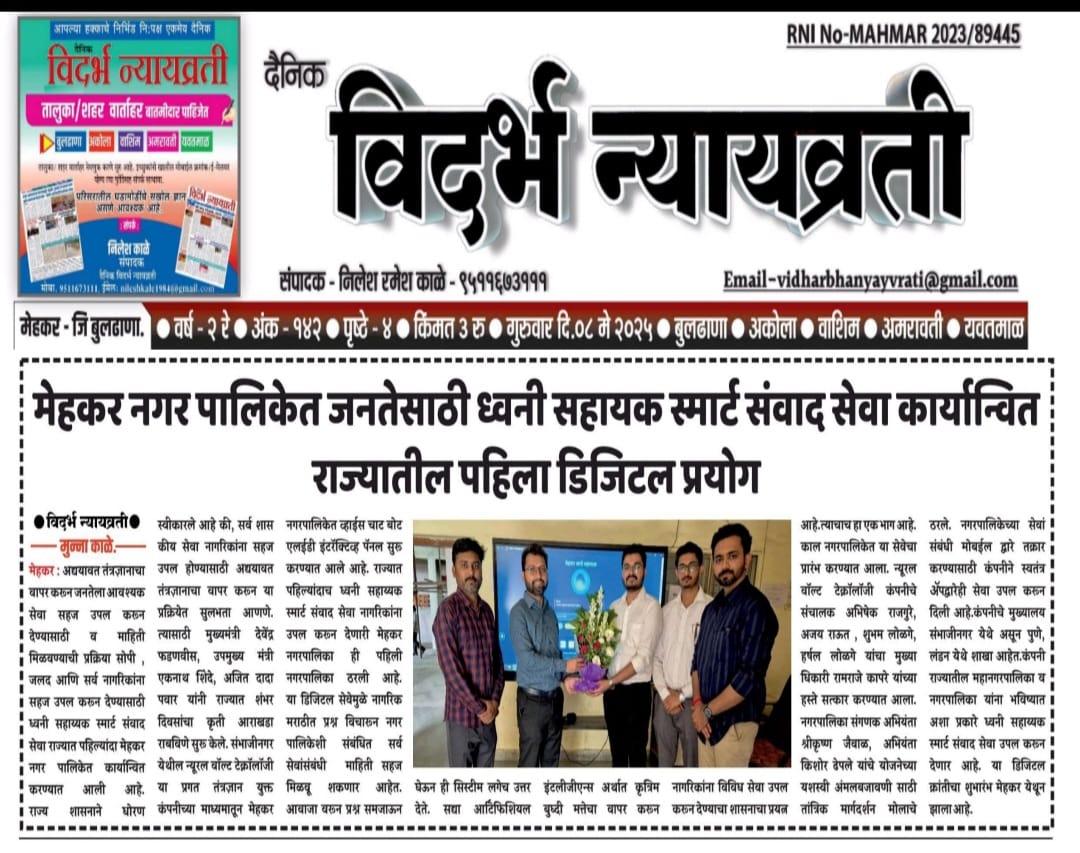 आपल्या हक्काचे निर्भिड नि:पक्ष एकमेव दैनिक
दैनिक
विदर्भ न्यायव्रती
तालुका/शहर वार्ताहर बातमीदार पाहिजेत
बुलढाणा अकोला वाशिम अमरावती यवतमाळ
परिसरातील घडामोडींचे सखोल ज्ञान
असणे आवश्यक आहे
संपर्क
निलेश काळे
संपादक
दैनिक विदर्भ न्यायव्रती
मोबा. 9511673111, ईमेल: nileshkale1984@gmail.com
RNI No-MAHMAR 2023/89445
दैनिक
विदर्भ न्यायव्रती
संपादक - निलेश रमेश काळे - ९५११६७३१११
Email-vidharbhanyayvrati@gmail.com
मेहकर - जि बुलढाणा. ● वर्ष - २ रे ● अंक - १४२ ● पृष्ठे - ४ ● किंमत ३ रु ● गुरुवार दि.०८ मे २०२५ ● बुलढाणा ● अकोला ● वाशिम ● अमरावती ● यवतमाळ
मेहकर नगर पालिकेत जनतेसाठी ध्वनी सहायक स्मार्ट संवाद सेवा कार्यान्वित
राज्यातील पहिला डिजिटल प्रयोग
●विदर्भ न्यायव्रती●
मुन्ना काळे.
मेहकर : अद्ययावत तंत्रज्ञानाचा
वापर करून जनतेला आवश्यक
सेवा सहज उपल करून
देण्यासाठी व माहिती
मिळवण्याची प्रक्रिया सोपी ,
जलद आणि सर्व नागरिकांना
सहज उपल करून देण्यासाठी
ध्वनी सहाय्यक स्मार्ट संवाद
सेवा राज्यात पहिल्यांदा मेहकर
नगर पालिकेत कार्यान्वित
करण्यात आली आहे.
राज्य शासनाने धोरण
स्वीकारले आहे की, सर्व शास
कीय सेवा नागरिकांना सहज
उपल होण्यासाठी अद्ययावत
तंत्रज्ञानाचा वापर करून या
प्रक्रियेत सुलभता आणणे.
त्यासाठी मुख्यमंत्री देवेंद्र
फडणवीस, उपमुख्य मंत्री
एकनाथ शिंदे, अजित दादा
पवार यांनी राज्यात शंभर
दिवसांचा कृती आराखडा
राबविणे सुरू केले. संभाजीनगर
येथील न्यूरल वॉल्ट टेक्रॉलॉजी
या प्रगत तंत्रज्ञान युक्त
कंपनीच्या माध्यमातून मेहकर
नगरपालिकेत व्हाईस चाट बोट
एलईडी इंटरॅक्टिव्ह पॅनल सुरू
करण्यात आले आहे. राज्यात
पहिल्यांदाच ध्वनी सहाय्यक
स्मार्ट संवाद सेवा नागरिकांना
उपल करून देणारी मेहकर
नगरपालिका ही पहिली
नगरपालिका ठरली आहे.
या डिजिटल सेवेमुळे नागरिक
मराठीत प्रश्न विचारून नगर
पालिकेशी संबंधित सर्व
सेवांसंबंधी माहिती सहज
मिळवू शकणार आहेत.
आवाजा वरून प्रश्न समजाऊन
घेऊन ही सिस्टीम लगेच उत्तर
देते. सद्या आर्टिफिशियल
इंटलीजीएन्स अर्थात कृत्रिम
बुध्दी मत्तेचा वापर करून
नागरिकांना विविध सेवा उपल
करून देण्याचा शासनाचा प्रयत्न
आहे.त्याचाच हा एक भाग आहे.
काल नगरपालिकेत या सेवेचा
प्रारंभ करण्यात आला. न्यूरल
वॉल्ट टेक्रॉलॉजी कंपनीचे
संचालक अभिषेक राजगुरे,
अजय राऊत , शुभम लोळगे,
हर्षल लोळगे यांचा मुख्या
धिकारी रामराजे कापरे यांच्या
हस्ते सत्कार करण्यात आला.
नगरपालिका संगणक अभियंता
श्रीकृष्ण जैवाळ, अभियंता
किशोर ढेपले यांचे योजनेच्या
यशस्वी अंमलबजावणी साठी
तांत्रिक मार्गदर्शन मोलाचे
ठरले. नगरपालिकेच्या सेवां
संबंधी मोबईल द्वारे तक्रार
करण्यासाठी कंपनीने स्वतंत्र
ॲपद्वारेही सेवा उपल करून
दिली आहे.कंपनीचे मुख्यालय
संभाजीनगर येथे असून पुणे,
लंडन येथे शाखा आहेत.कंपनी
राज्यातील महानगरपालिका व
नगरपालिका यांना भविष्यात
अशा प्रकारे ध्वनी सहाय्यक
स्मार्ट संवाद सेवा उपल करून
देणार आहे. या डिजिटल
क्रांतीचा शुभारंभ मेहकर येथून
झाला आहे.